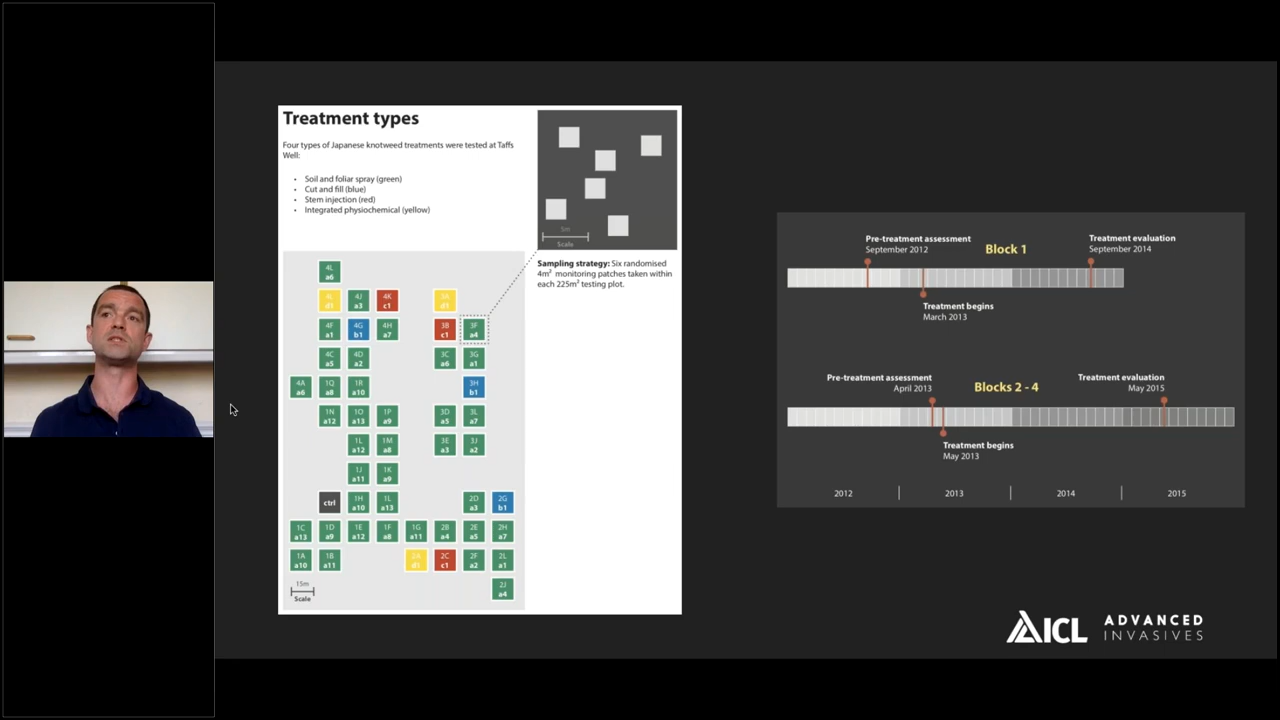 Treatment types
Four types of Japanese knotweed treatments were tested at Taffs
Well:
• Soil and foliar spray (green)
• Cut and fill (blue)
• Stem injection (red)
• Integrated physiochemical (yellow)
5m
Scale
Sampling strategy: Six randomised
4m² monitoring patches taken within
each 225m² testing plot.
4L
a6
4J
a3
4K
c1
d1
4F
a1
4G
b1
4H
a7
3B
c1
3F
a4
4C
a5
4D
a2
3C
a6
3G
a1
4A
a6
1Q
a8
1R
a10
3H
b1
1N
a12
1O
a13
1P
a9
3D
a5
3L
a7
1L
a12
1M
a8
3E
a3
3J
a2
1J
a11
1K
a9
ctrl
1H
a10
1L
a13
2D
a3
2G
b1
1C
a13
1D
a9
1E
a12
1F
a8
1G
a11
2B
a4
2E
a5
2H
a7
1A
a10
1B
a11
2C
c1
2F
a2
2L
a1
2J
a4
15m
Scale
Pre-treatment assessment
September 2012
Block 1
Treatment evaluation
September 2014
Treatment begins
March 2013
Pre-treatment assessment
April 2013
Blocks 2 - 4
Treatment evaluation
May 2015
Treatment begins
May 2013
2012 2013 2014 2015
AICL ADVANCED
INVASIVES